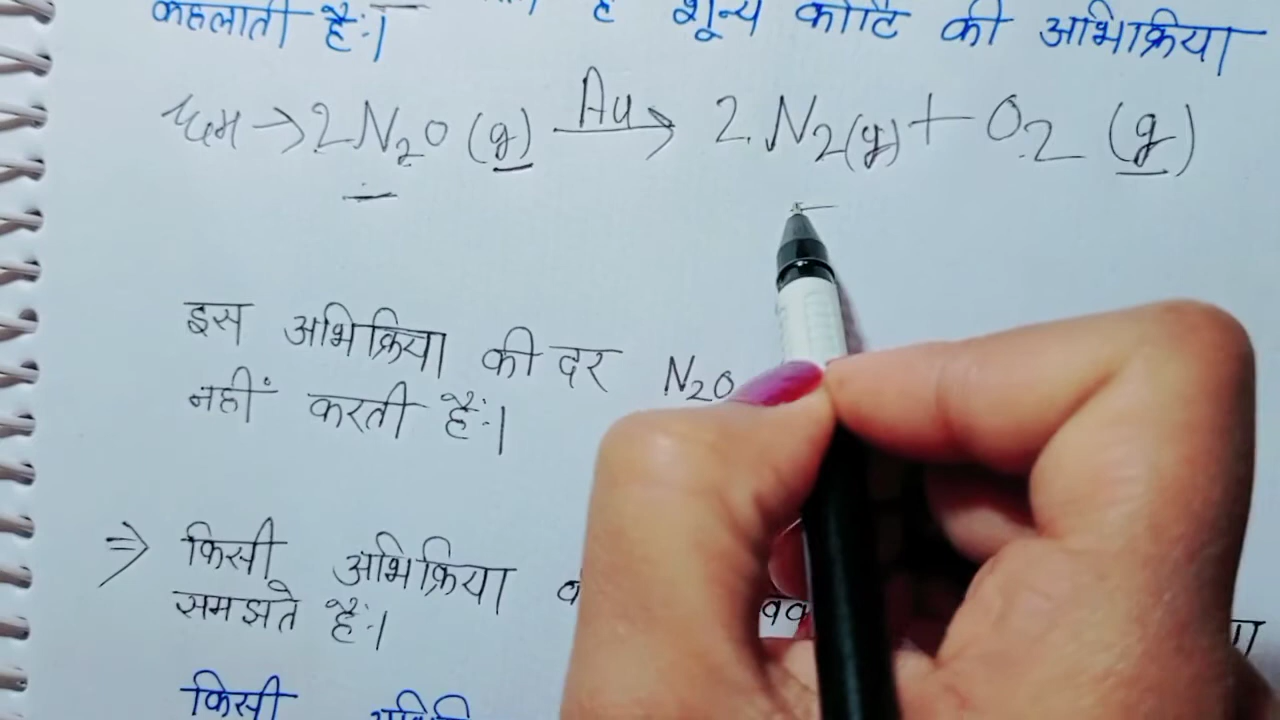 कहलाती हैं। है शून्य कोटि की अभिक्रिया
→ 2N₂O (g) Au→ 2N₂(g) + O₂ (g)
इस अभिक्रिया की दर N₂O
नहीं करती हैं।
⇒ किसी अभिक्रिया
समझते हैं।
किसी